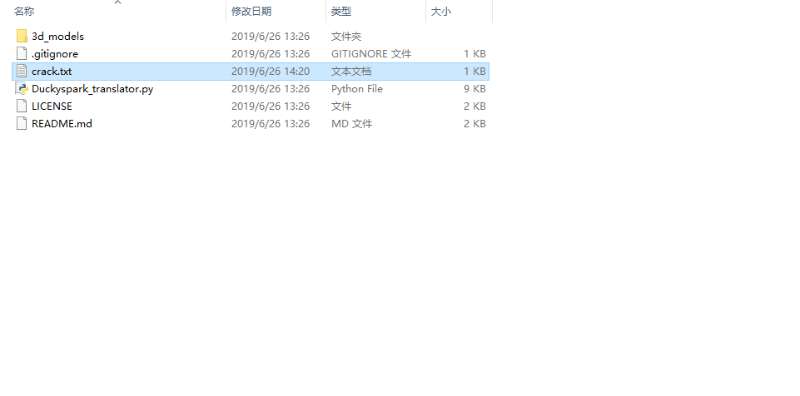 名称 修改日期 类型 大小
3d_models 2019/6/26 13:26 文件夹
.gitignore 2019/6/26 13:26 GITIGNORE 文件 1 KB
crack.txt 2019/6/26 14:20 文本文档 1 KB
Duckyspark_translator.py 2019/6/26 13:26 Python File 9 KB
LICENSE 2019/6/26 13:26 文件 2 KB
README.md 2019/6/26 13:26 MD 文件 2 KB